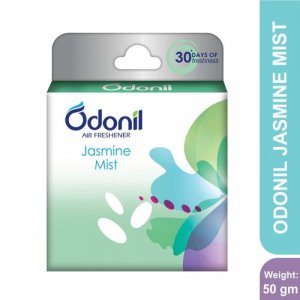 30 DAYS OF
freshness
Odonil
AIR FRESHENER
Jasmine
Mist
ODONIL JASMINE MIST
Weight:
50 gm